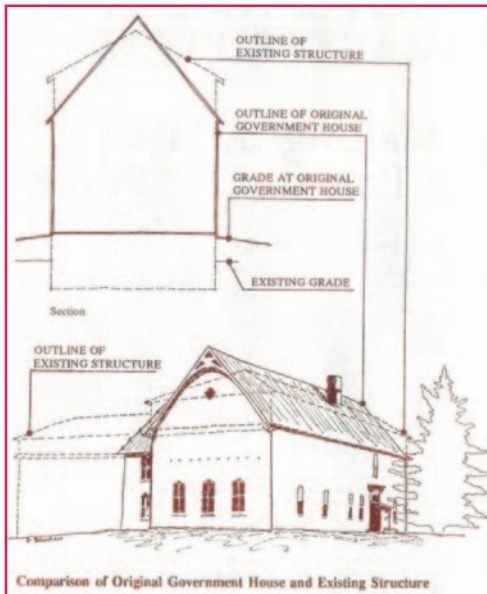 OUTLINE OF
EXISTING STRUCTURE
OUTLINE OF ORIGINAL
GOVERNMENT HOUSE
GRADE AT ORIGINAL
GOVERNMENT HOUSE
EXISTING GRADE
Section
OUTLINE OF
EXISTING STRUCTURE
Comparison of Original Government House and Existing Structure